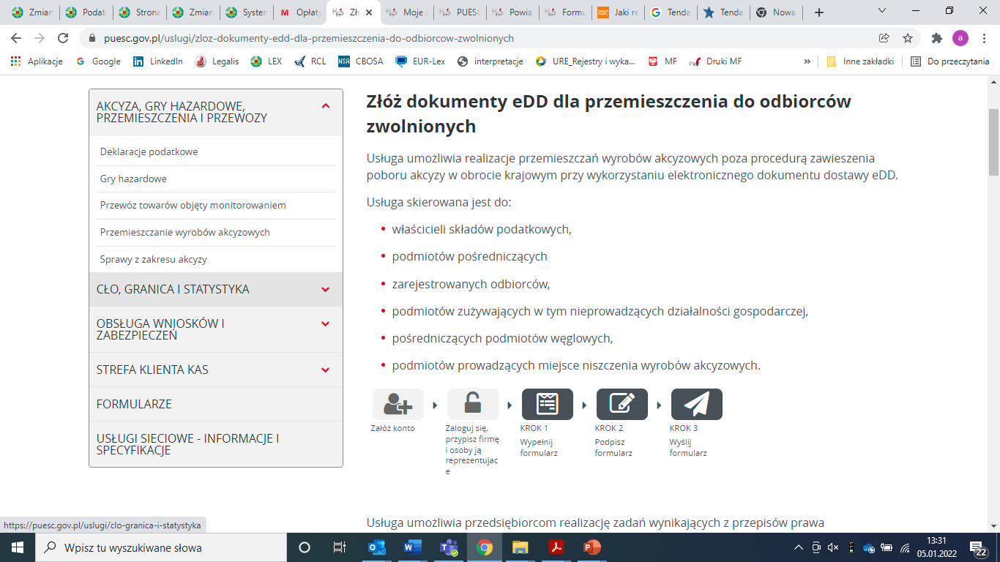 Zmian
Podat
Strona
Zmian
System
Opłaty
Zło
Moje s
PUESC
Powią
Formu
Jaki re
Tenda
Tenda
Nowa
puesc.gov.pl/uslugi/zloz-dokumenty-edd-dla-przemieszczenia-do-odbiorcow-zwolnionych
a
Aplikacje
Google
LinkedIn
Legalis
LEX
RCL
CBOSA
EUR-Lex
interpretacje
URE_Rejestry i wyka...
MF
Druki MF
»
Inne zakładki
Do przeczytania
AKCYZA, GRY HAZARDOWE,
PRZEMIESZCZENIA I PRZEWOZY
Deklaracje podatkowe
Gry hazardowe
Przewóz towarów objęty monitorowaniem
Przemieszczanie wyrobów akcyzowych
Sprawy z zakresu akcyzy
CŁO, GRANICA I STATYSTYKA
OBSŁUGA WNIOSKÓW I
ZABEZPIECZEŃ
STREFA KLIENTA KAS
FORMULARZE
USŁUGI SIECIOWE - INFORMACJE I
SPECYFIKACJE
Złóż dokumenty eDD dla przemieszczenia do odbiorców
zwolnionych
Usługa umożliwia realizacje przemieszczań wyrobów akcyzowych poza procedurą zawieszenia
poboru akcyzy w obrocie krajowym przy wykorzystaniu elektronicznego dokumentu dostawy eDD.
Usługa skierowana jest do:
• właścicieli składów podatkowych,
• podmiotów pośredniczących
• zarejestrowanych odbiorców,
• podmiotów zużywających w tym nieprowadzących działalności gospodarczej,
• pośredniczących podmiotów węglowych,
• podmiotów prowadzących miejsce niszczenia wyrobów akcyzowych.
Załóż konto
Zaloguj się,
przypisz firmę
i osoby ją
reprezentując
e
KROK 1
Wypełnij
formularz
KROK 2
Podpisz
formularz
KROK 3
Wyślij
formularz
Usługa umożliwia przedsiębiorcom realizację zadań wynikających z przepisów prawa
https://puesc.gov.pl/uslugi/clo-granica-i-statystyka
Wpisz tu wyszukiwane słowa
13:31
05.01.2022
22